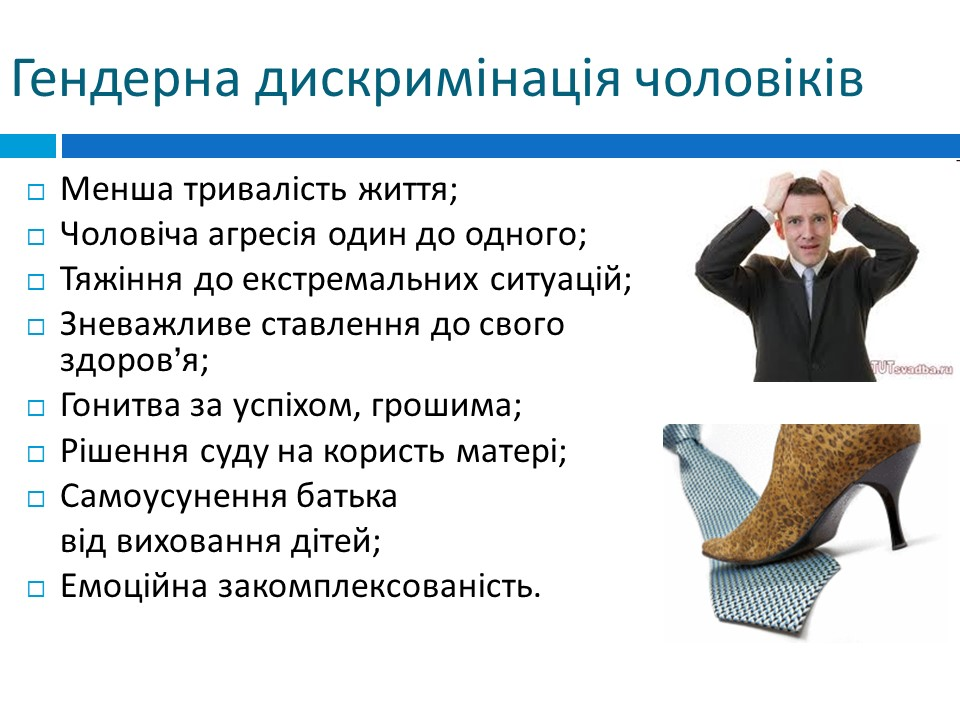 Гендерна дискримінація чоловіків
Менша тривалість життя;
Чоловіча агресія один до одного;
Тяжіння до екстремальних ситуацій;
Зневажливе ставлення до свого
здоров’я;
Гонитва за успіхом, грошима;
Рішення суду на користь матері;
Самоусунення батька
від виховання дітей;
Емоційна закомплексованість.
TUTsvadba.ru